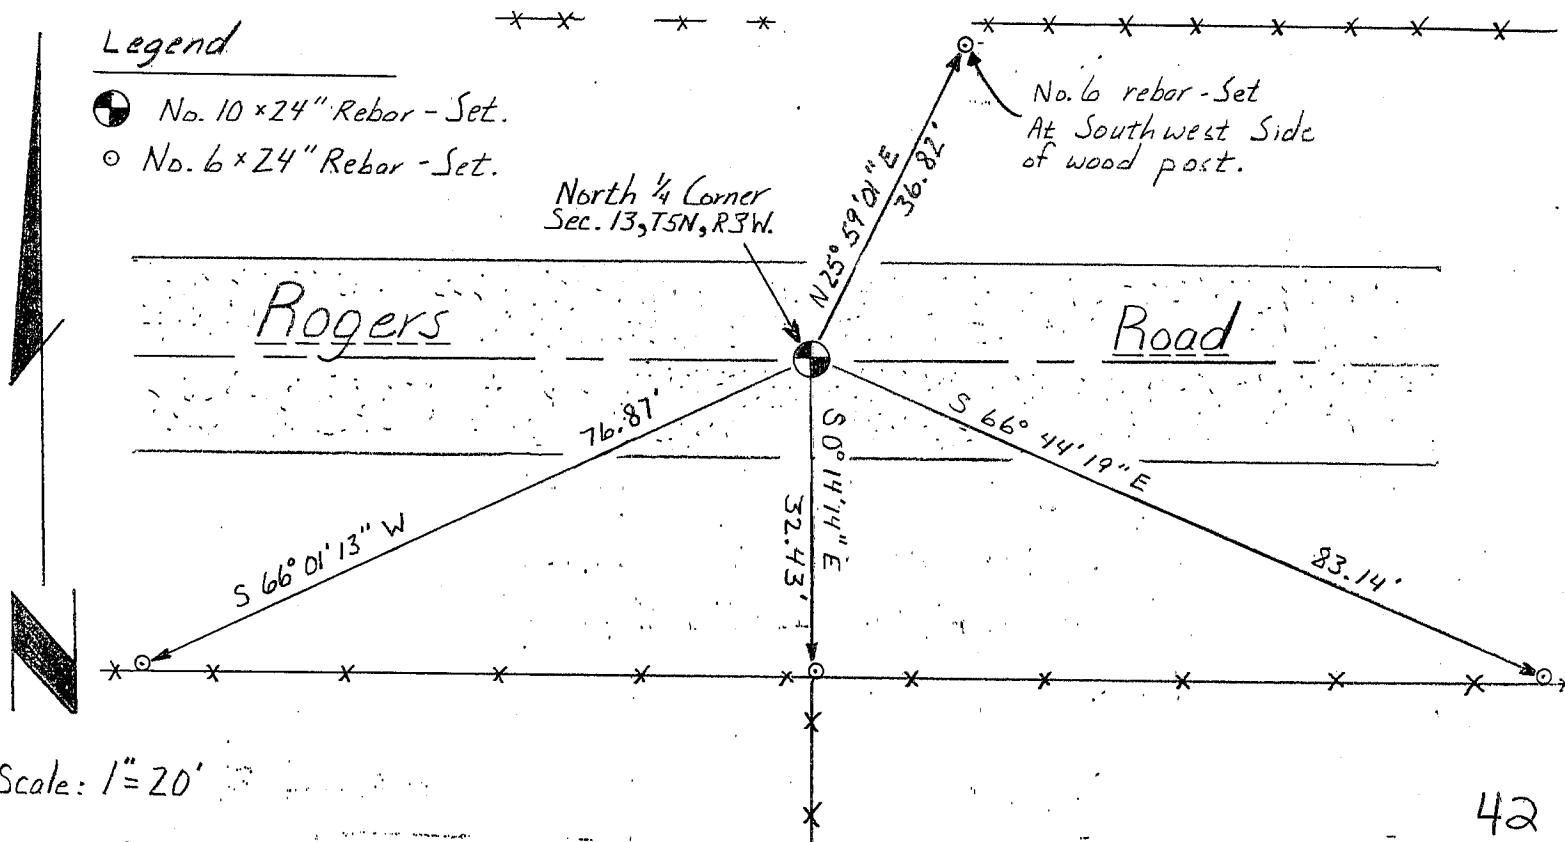 Legend
No. 10 x 24" Rebar - Set.
No. 6 x 24" Rebar - Set.
No. 6 rebar - Set
At Southwest Side
of wood post.
North 1/4 Corner
Sec. 13, T5N, R3W.
N 25° 59' 01" E
36.82'
Rogers Road
76.87'
S 66° 01' 13" W
S 0° 14' 14" E
32.43'
S 66° 44' 19" E
83.14'
N
Scale: 1" = 20'
42